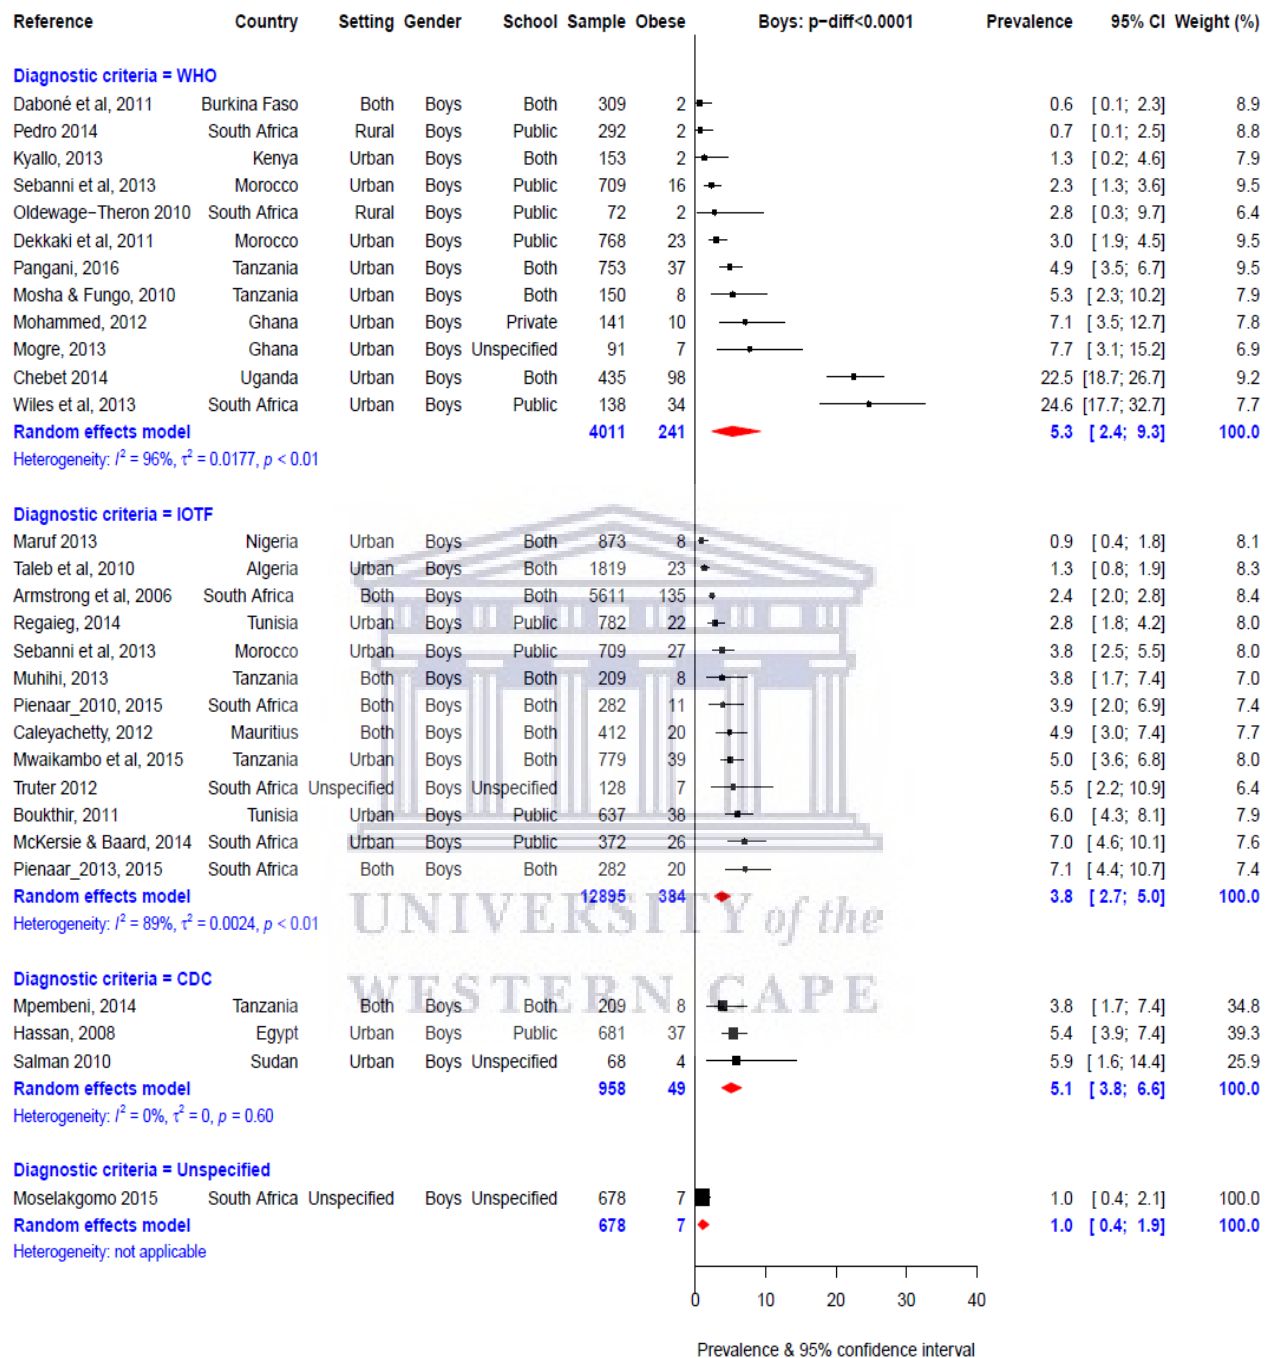 Reference Country Setting Gender School Sample Obese Boys: p−diff<0.0001 Prevalence 95% CI Weight (%)
Diagnostic criteria = WHO
Daboné et al, 2011 Burkina Faso Both Boys Both 309 2 0.6 [ 0.1; 2.3] 8.9
Pedro 2014 South Africa Rural Boys Public 292 2 0.7 [ 0.1; 2.5] 8.8
Kyallo, 2013 Kenya Urban Boys Both 153 2 1.3 [ 0.2; 4.6] 7.9
Sebanni et al, 2013 Morocco Urban Boys Public 709 16 2.3 [ 1.3; 3.6] 9.5
Oldewage−Theron 2010 South Africa Rural Boys Public 72 2 2.8 [ 0.3; 9.7] 6.4
Dekkaki et al, 2011 Morocco Urban Boys Public 768 23 3.0 [ 1.9; 4.5] 9.5
Pangani, 2016 Tanzania Urban Boys Both 753 37 4.9 [ 3.5; 6.7] 9.5
Mosha & Fungo, 2010 Tanzania Urban Boys Both 150 8 5.3 [ 2.3; 10.2] 7.9
Mohammed, 2012 Ghana Urban Boys Private 141 10 7.1 [ 3.5; 12.7] 7.8
Mogre, 2013 Ghana Urban Boys Unspecified 91 7 7.7 [ 3.1; 15.2] 6.9
Chebet 2014 Uganda Urban Boys Both 435 98 22.5 [18.7; 26.7] 9.2
Wiles et al, 2013 South Africa Urban Boys Public 138 34 24.6 [17.7; 32.7] 7.7
Random effects model 4011 241 5.3 [ 2.4; 9.3] 100.0
Heterogeneity: I² = 96%, τ² = 0.0177, p < 0.01
Diagnostic criteria = IOTF
Maruf 2013 Nigeria Urban Boys Both 873 8 0.9 [ 0.4; 1.8] 8.1
Taleb et al, 2010 Algeria Urban Boys Both 1819 23 1.3 [ 0.8; 1.9] 8.3
Armstrong et al, 2006 South Africa Both Boys Both 5611 135 2.4 [ 2.0; 2.8] 8.4
Regaieg, 2014 Tunisia Urban Boys Public 782 22 2.8 [ 1.8; 4.2] 8.0
Sebanni et al, 2013 Morocco Urban Boys Public 709 27 3.8 [ 2.5; 5.5] 8.0
Muhihi, 2013 Tanzania Both Boys Both 209 8 3.8 [ 1.7; 7.4] 7.0
Pienaar_2010, 2015 South Africa Both Boys Both 282 11 3.9 [ 2.0; 6.9] 7.4
Caleyachetty, 2012 Mauritius Both Boys Both 412 20 4.9 [ 3.0; 7.4] 7.7
Mwaikambo et al, 2015 Tanzania Urban Boys Both 779 39 5.0 [ 3.6; 6.8] 8.0
Truter 2012 South Africa Unspecified Boys Unspecified 128 7 5.5 [ 2.2; 10.9] 6.4
Boukthir, 2011 Tunisia Urban Boys Public 637 38 6.0 [ 4.3; 8.1] 7.9
McKersie & Baard, 2014 South Africa Urban Boys Public 372 26 7.0 [ 4.6; 10.1] 7.6
Pienaar_2013, 2015 South Africa Both Boys Both 282 20 7.1 [ 4.4; 10.7] 7.4
Random effects model 12895 384 3.8 [ 2.7; 5.0] 100.0
Heterogeneity: I² = 89%, τ² = 0.0024, p < 0.01
UNIVERSITY of the
WESTERN CAPE
Diagnostic criteria = CDC
Mpembeni, 2014 Tanzania Both Boys Both 209 8 3.8 [ 1.7; 7.4] 34.8
Hassan, 2008 Egypt Urban Boys Public 681 37 5.4 [ 3.9; 7.4] 39.3
Salman 2010 Sudan Urban Boys Unspecified 68 4 5.9 [ 1.6; 14.4] 25.9
Random effects model 958 49 5.1 [ 3.8; 6.6] 100.0
Heterogeneity: I² = 0%, τ² = 0, p = 0.60
Diagnostic criteria = Unspecified
Moselakgomo 2015 South Africa Unspecified Boys Unspecified 678 7 1.0 [ 0.4; 2.1] 100.0
Random effects model 678 7 1.0 [ 0.4; 1.9] 100.0
Heterogeneity: not applicable
0 10 20 30 40
Prevalence & 95% confidence interval